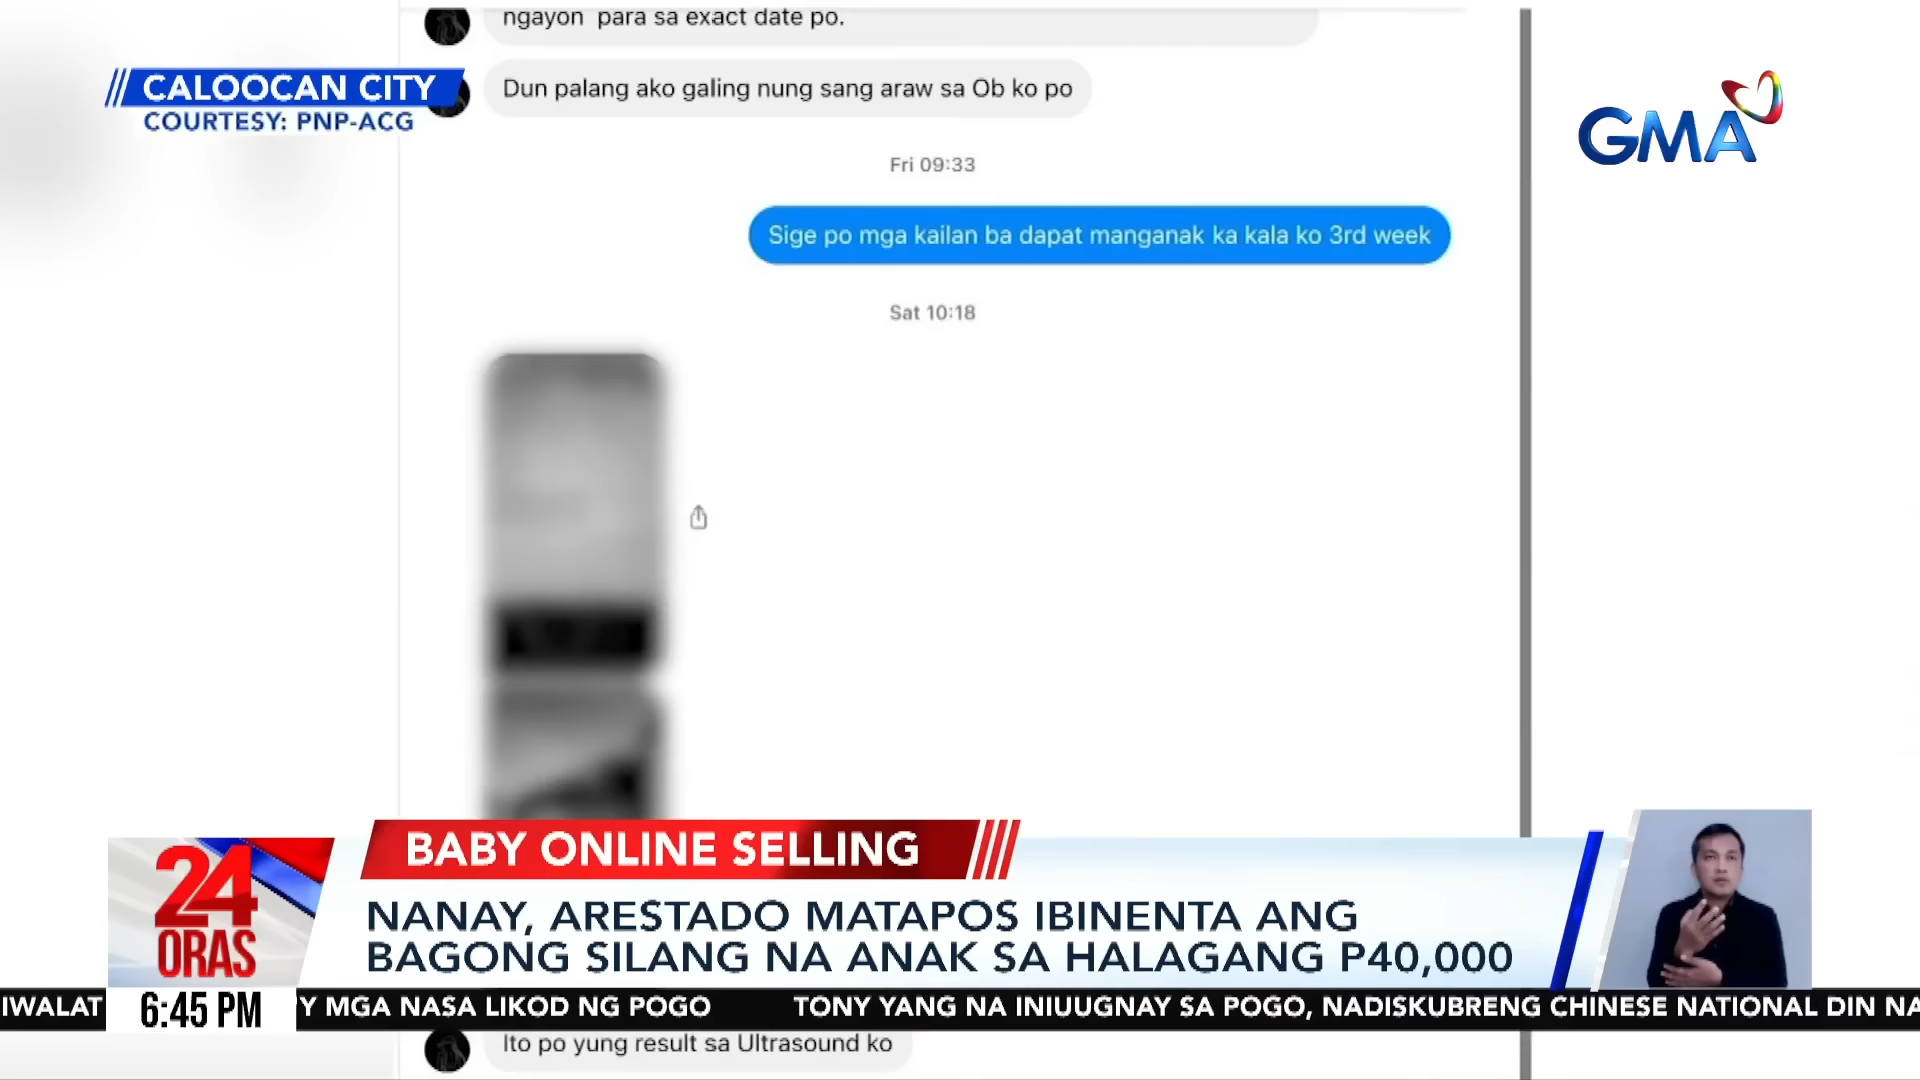 ngayon para sa exact date po.
CALOOCAN CITY
COURTESY: PNP-ACG
Dun palang ako galing nung sang araw sa Ob ko po
GMA
Fri 09:33
Sige po mga kailan ba dapat manganak ka kala ko 3rd week
Sat 10:18
BABY ONLINE SELLING
24
ORAS
NANAY, ARESTADO MATAPOS IBINENTA ANG
BAGONG SILANG NA ANAK SA HALAGANG P40,000
IWALAT
6:45 PM
Y MGA NASA LIKOD NG POGO
TONY YANG NA INIUUGNAY SA POGO, NADISKUBRENG CHINESE NATIONAL DIN NA
Ito po yung result sa Ultrasound ko